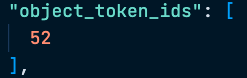 "object_token_ids": [
52
],